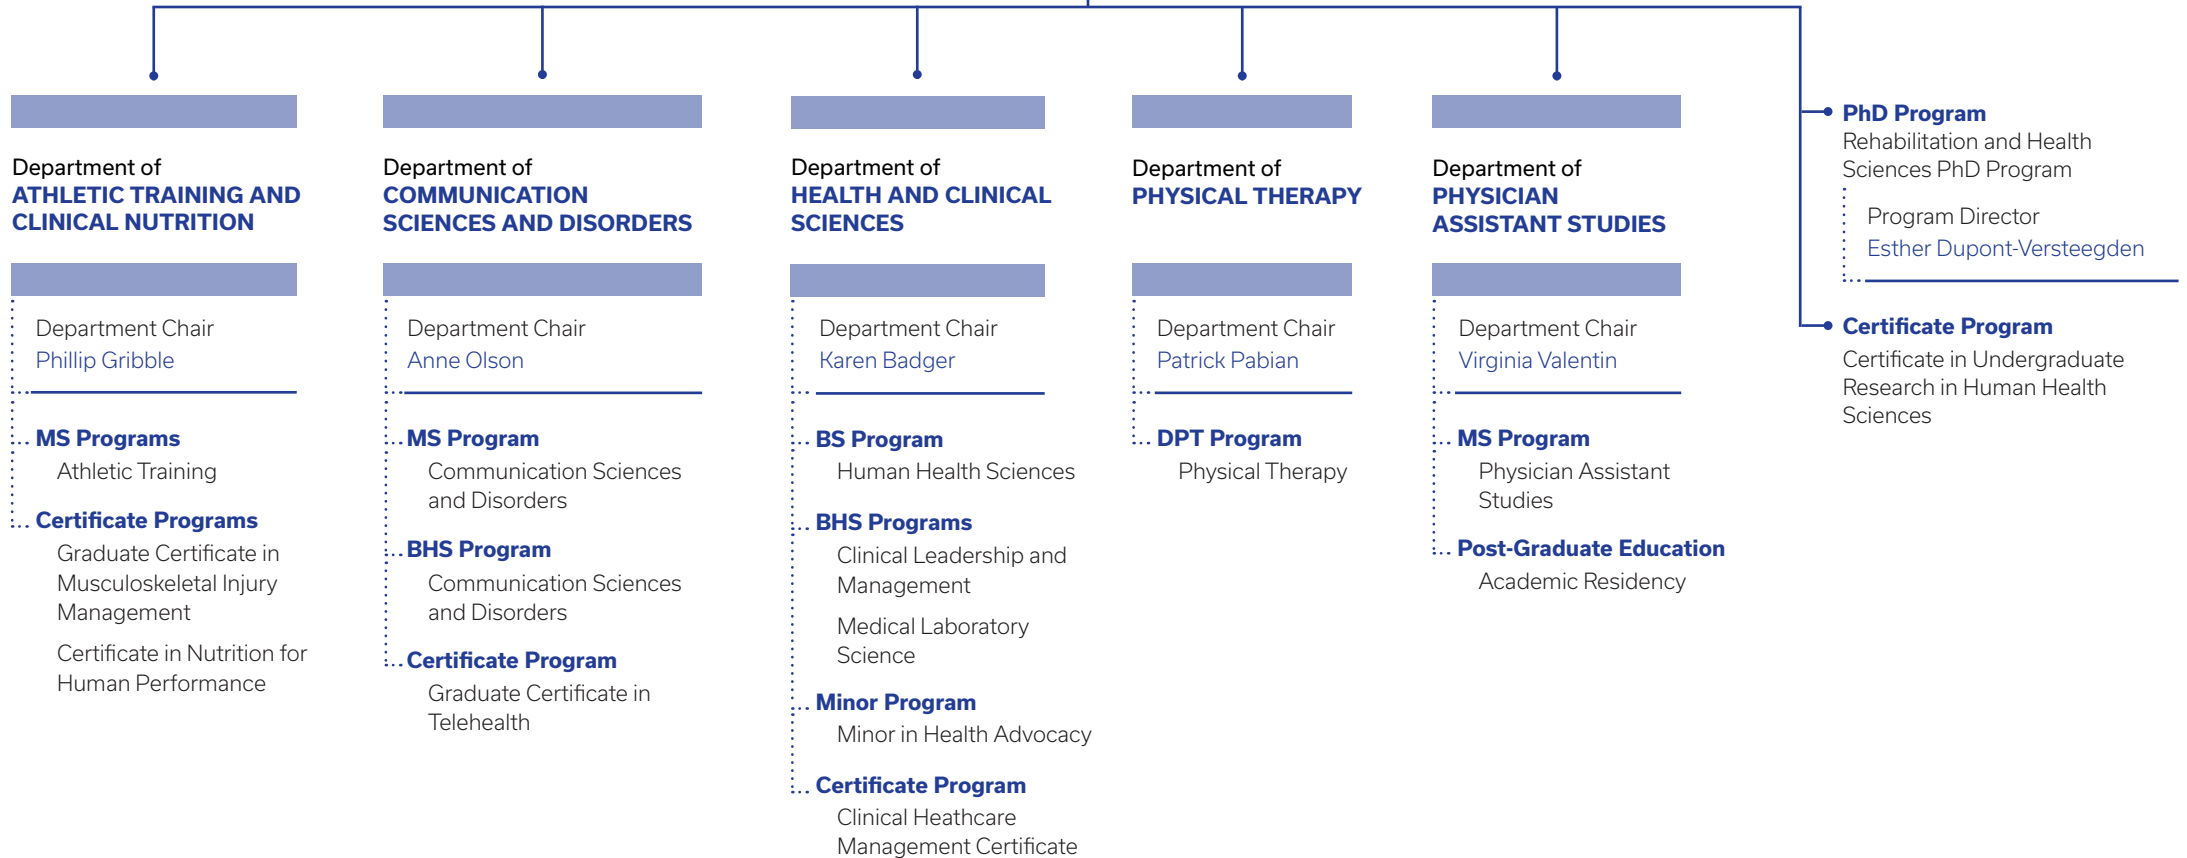 Department of
ATHLETIC TRAINING AND
CLINICAL NUTRITION
Department Chair
Phillip Gribble
MS Programs
Athletic Training
Certificate Programs
Graduate Certificate in
Musculoskeletal Injury
Management
Certificate in Nutrition for
Human Performance
Department of
COMMUNICATION
SCIENCES AND DISORDERS
Department Chair
Anne Olson
MS Program
Communication Sciences
and Disorders
BHS Program
Communication Sciences
and Disorders
Certificate Program
Graduate Certificate in
Telehealth
Department of
HEALTH AND CLINICAL
SCIENCES
Department Chair
Karen Badger
BS Program
Human Health Sciences
BHS Programs
Clinical Leadership and
Management
Medical Laboratory
Science
Minor Program
Minor in Health Advocacy
Certificate Program
Clinical Heathcare
Management Certificate
Department of
PHYSICAL THERAPY
Department Chair
Patrick Pabian
DPT Program
Physical Therapy
Department of
PHYSICIAN
ASSISTANT STUDIES
Department Chair
Virginia Valentin
MS Program
Physician Assistant
Studies
Post-Graduate Education
Academic Residency
PhD Program
Rehabilitation and Health
Sciences PhD Program
Program Director
Esther Dupont-Versteegden
Certificate Program
Certificate in Undergraduate
Research in Human Health
Sciences